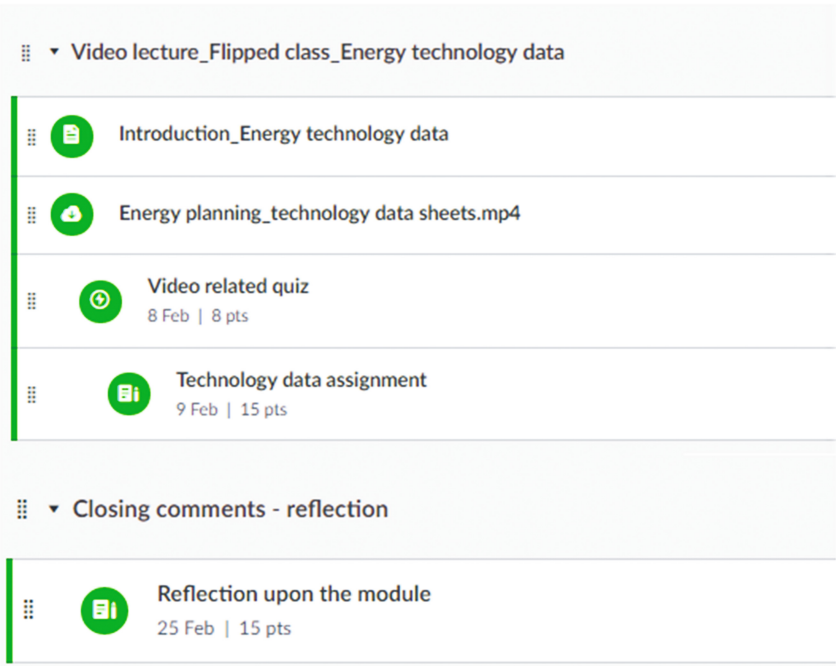 Video lecture_Flipped class_Energy technology data
Introduction_Energy technology data
Energy planning_technology data sheets.mp4
Video related quiz
8 Feb | 8 pts
Technology data assignment
9 Feb | 15 pts
Closing comments - reflection
Reflection upon the module
25 Feb | 15 pts